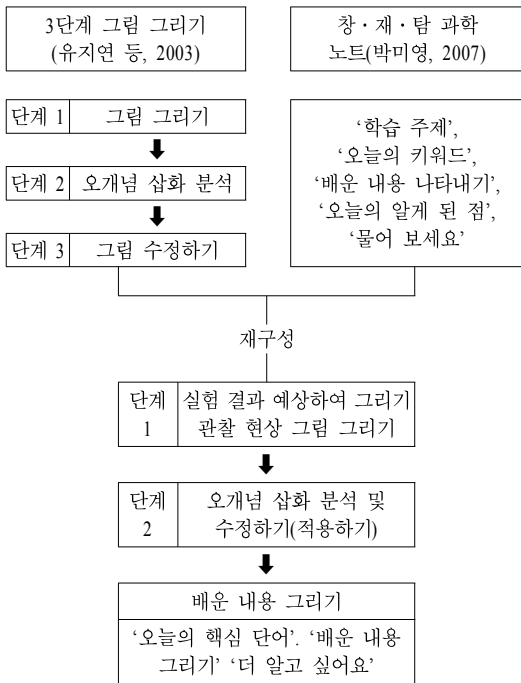 3단계 그림 그리기
(유지연 등, 2003)
창・재・탐 과학
노트(박미영, 2007)
단계 1 그림 그리기
단계 2 오개념 삽화 분석
단계 3 그림 수정하기
‘학습 주제’,
‘오늘의 키워드’,
‘배운 내용 나타내기’,
‘오늘의 알게 된 점’,
‘물어 보세요’
재구성
단계
1
실험 결과 예상하여 그리기
관찰 현상 그림 그리기
단계
2
오개념 삽화 분석 및
수정하기(적용하기)
배운 내용 그리기
‘오늘의 핵심 단어’. ‘배운 내용
그리기’ ‘더 알고 싶어요’